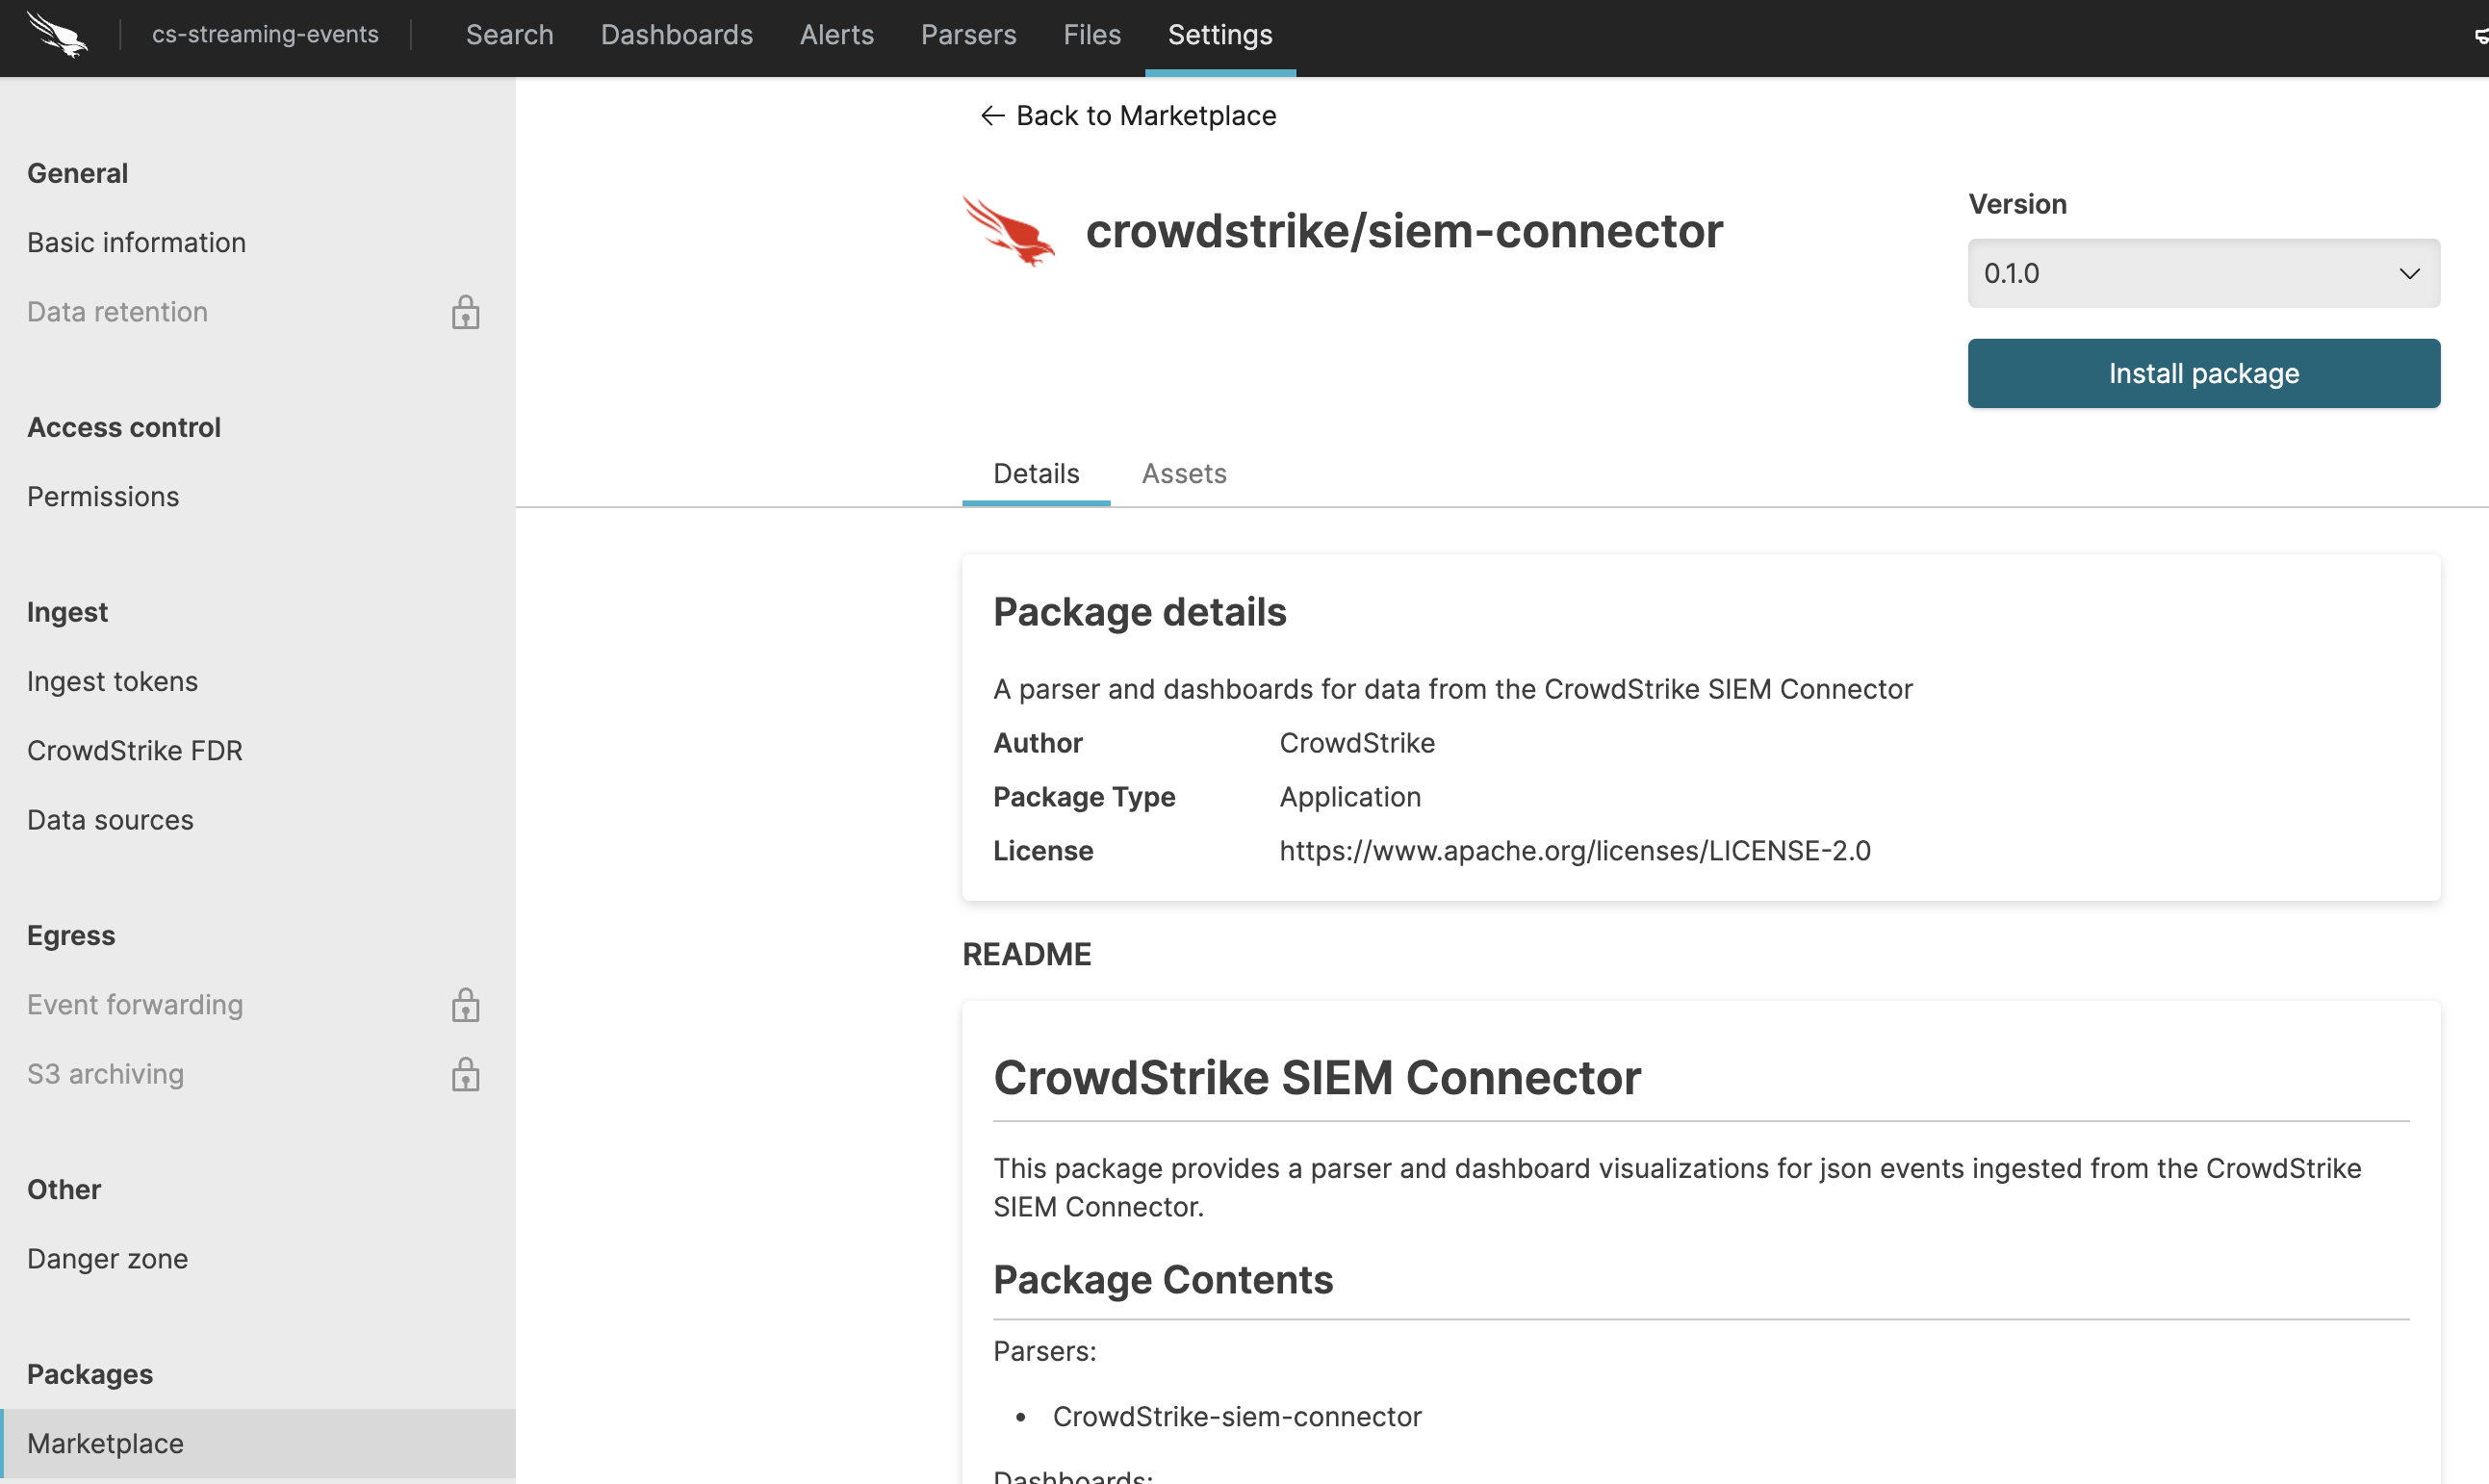 cs-streaming-events
Search
Dashboards
Alerts
Parsers
Files
Settings
General
Basic information
Data retention
Access control
Permissions
Ingest
Ingest tokens
CrowdStrike FDR
Data sources
Egress
Event forwarding
S3 archiving
Other
Danger zone
Packages
Marketplace
← Back to Marketplace
crowdstrike/siem-connector
Version
0.1.0
Install package
Details
Assets
Package details
A parser and dashboards for data from the CrowdStrike SIEM Connector
Author CrowdStrike
Package Type Application
License https://www.apache.org/licenses/LICENSE-2.0
README
CrowdStrike SIEM Connector
This package provides a parser and dashboard visualizations for json events ingested from the CrowdStrike
SIEM Connector.
Package Contents
Parsers:
• CrowdStrike-siem-connector
Dashboards: